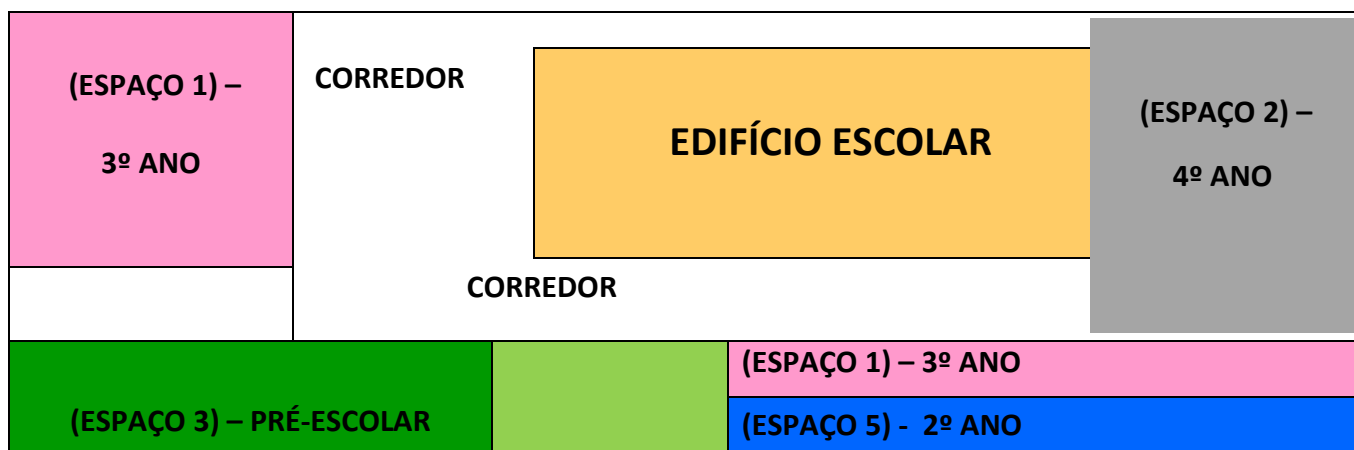 (ESPAÇO 1) –
3º ANO
CORREDOR
EDIFÍCIO ESCOLAR
(ESPAÇO 2) –
4º ANO
CORREDOR
(ESPAÇO 3) – PRÉ-ESCOLAR
(ESPAÇO 1) – 3º ANO
(ESPAÇO 5) - 2º ANO